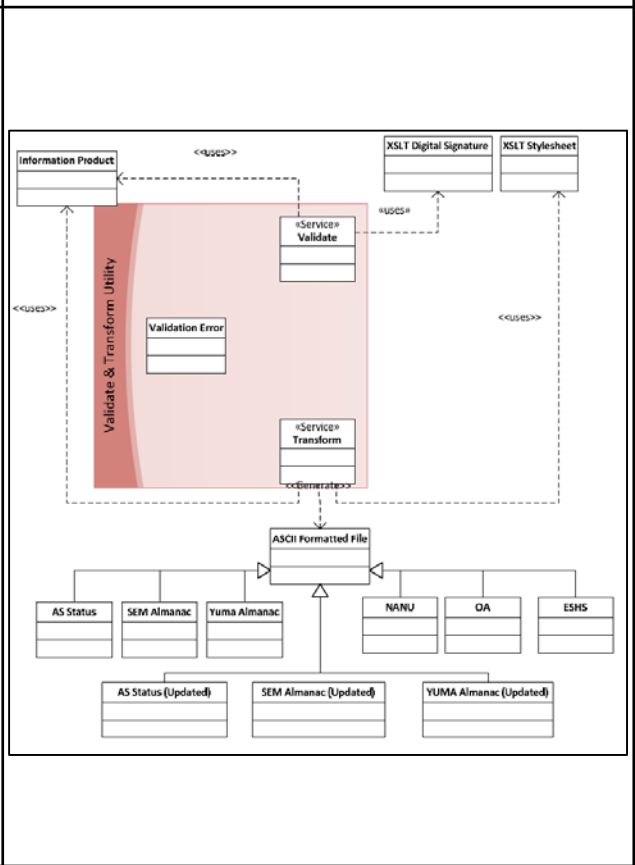 <<uses>>
XSLT Digital Signature
XSLT Stylesheet
Information Product
«uses»
«Service»
Validate
Validate & Transform Utility
<<uses>>
<<uses>>
Validation Error
«Service»
Transform
<<Generate>>
ASCII Formatted File
AS Status
SEM Almanac
Yuma Almanac
NANU
OA
ESHS
AS Status (Updated)
SEM Almanac (Updated)
YUMA Almanac (Updated)